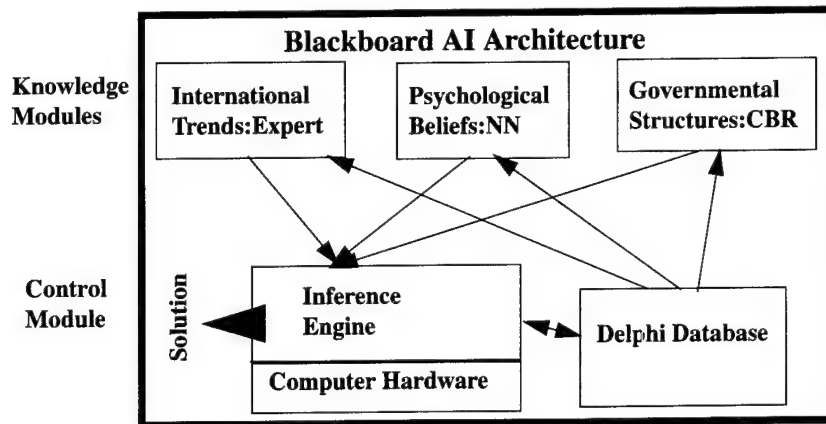 Blackboard AI Architecture
Knowledge
Modules
International
Trends:Expert
Psychological
Beliefs:NN
Governmental
Structures:CBR
Control
Module
Solution
Inference
Engine
Computer Hardware
Delphi Database